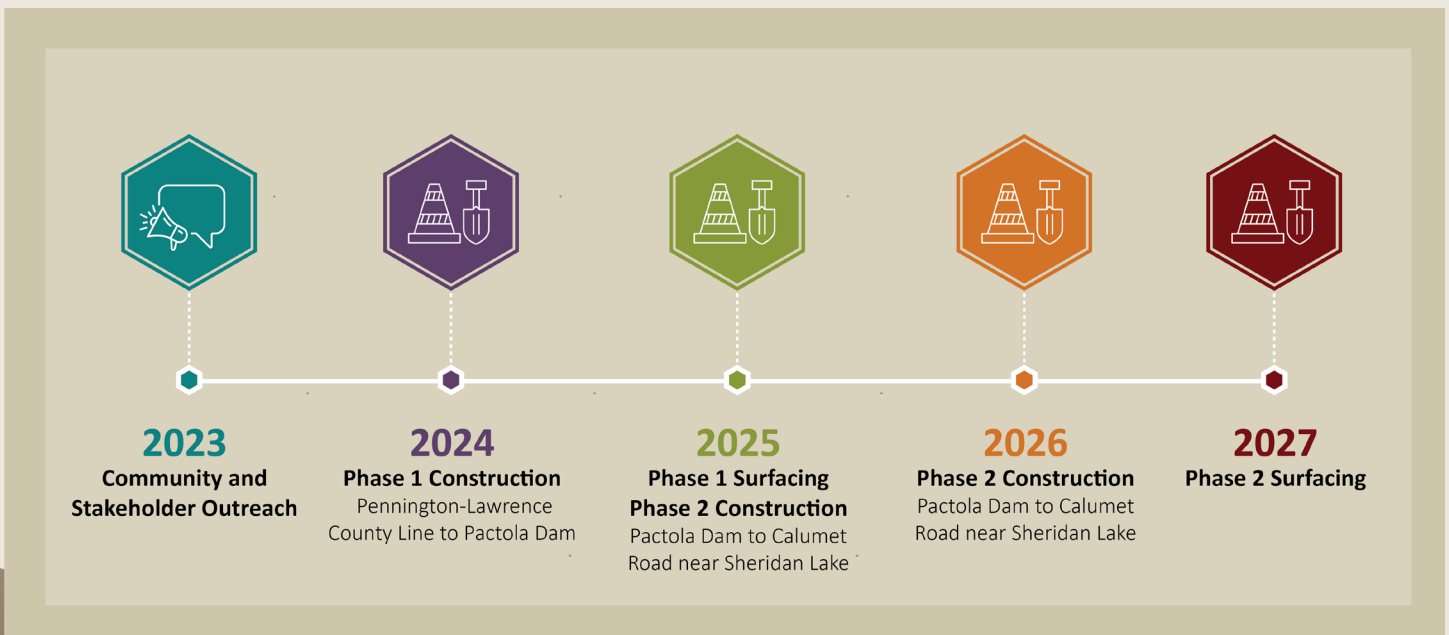 2023
Community and
Stakeholder Outreach
2024
Phase 1 Construction
Pennington-Lawrence
County Line to Pactola Dam
2025
Phase 1 Surfacing
Phase 2 Construction
Pactola Dam to Calumet
Road near Sheridan Lake
2026
Phase 2 Construction
Pactola Dam to Calumet
Road near Sheridan Lake
2027
Phase 2 Surfacing